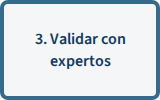 3. Validar con
expertos